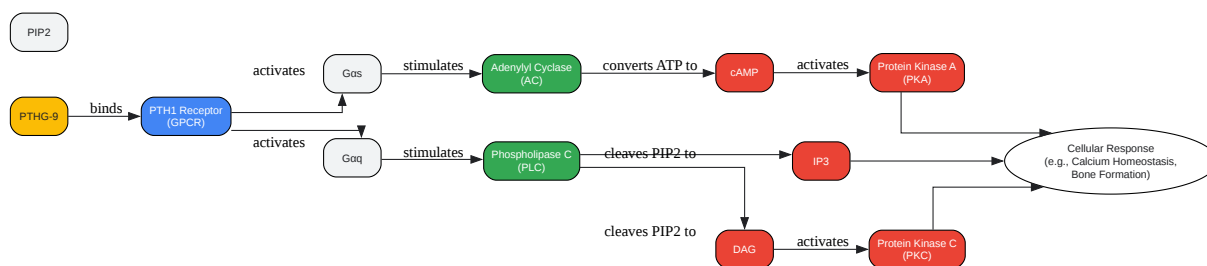 PIP2
PTHG-9
binds
PTH1 Receptor
(GPCR)
activates
activates
Gαs
Gαq
stimulates
stimulates
Adenylyl Cyclase
(AC)
Phospholipase C
(PLC)
converts ATP to
cleaves PIP2 to
cleaves PIP2 to
cAMP
IP3
DAG
activates
activates
Protein Kinase A
(PKA)
Protein Kinase C
(PKC)
Cellular Response
(e.g., Calcium Homeostasis,
Bone Formation)